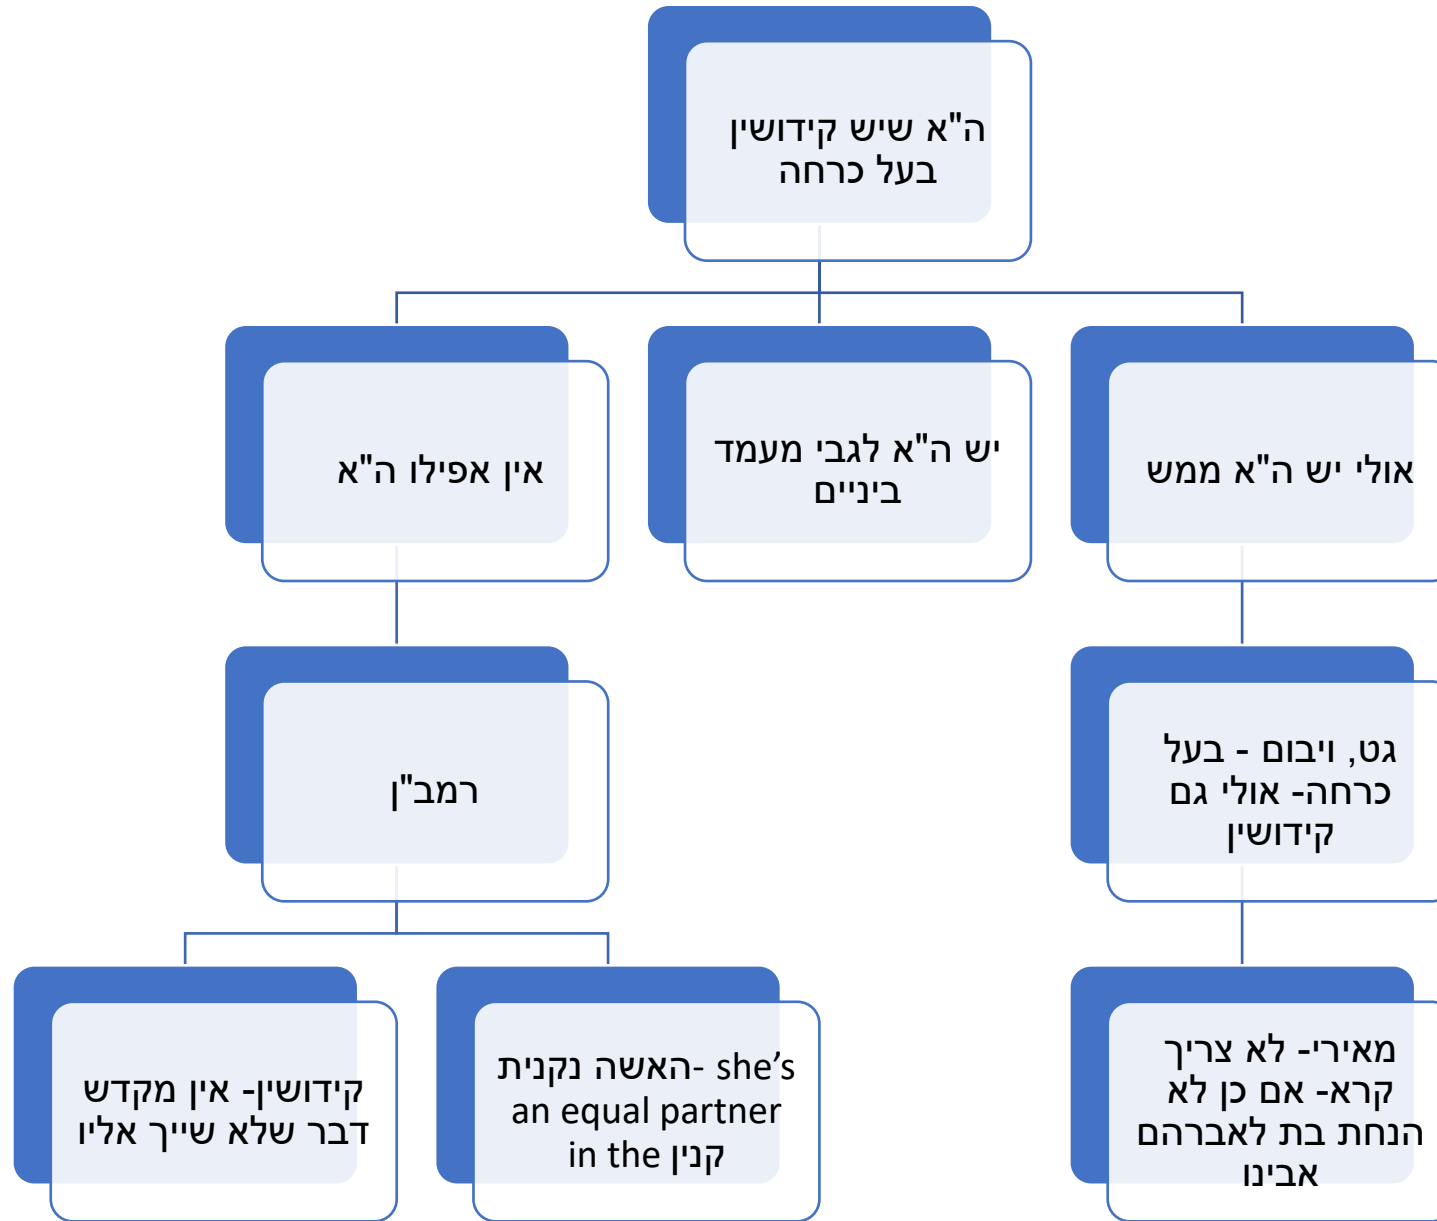 ה"א שיש קידושין
בעל כרחה
אולי יש ה"א ממש
יש ה"א לגבי מעמד
ביניים
אין אפילו ה"א
גט, ויבום - בעל
כרחה- אולי גם
קידושין
רמב"ן
מאירי- לא צריך
קרא- אם כן לא
הנחת בת לאברהם
אבינו
האשה נקנית- she's
an equal partner
in the קנין
קידושין- אין מקדש
דבר שלא שייך אליו